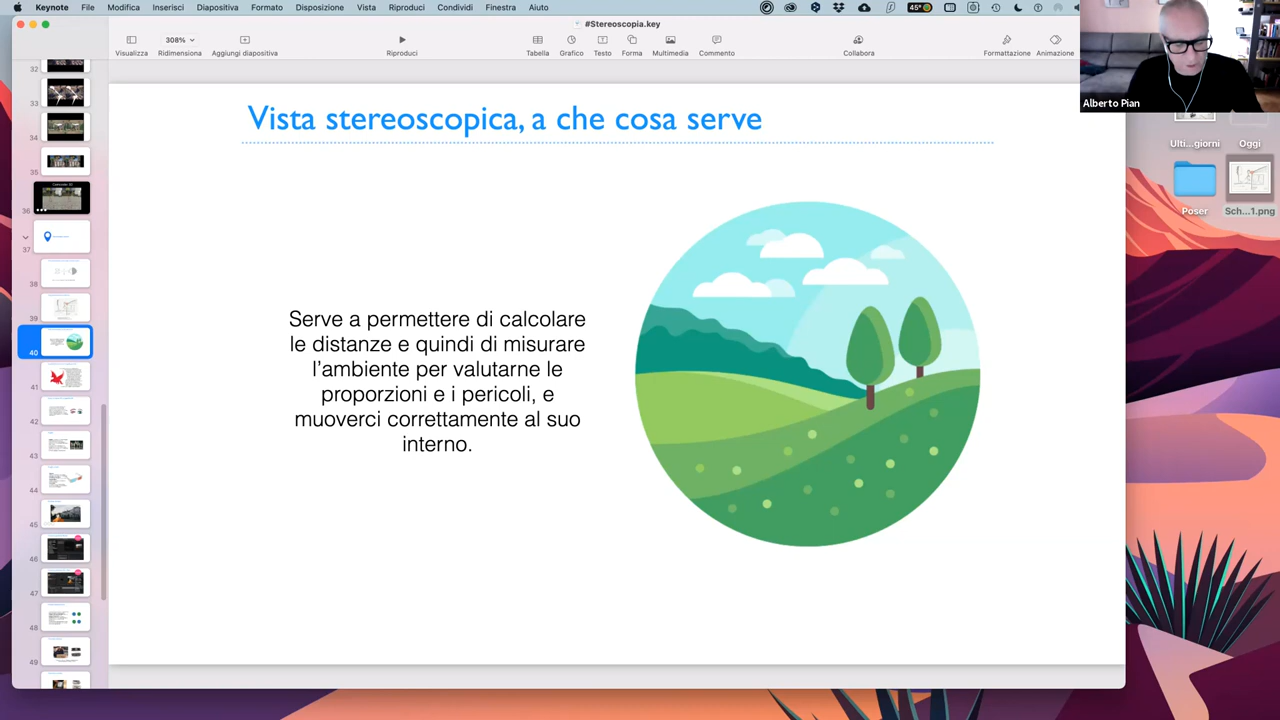 Keynote File Modifica Inserisci Diapositiva Formato Disposizione Vista Riproduci Condividi Finestra Aiuto
45°
#Stereoscopia.key
308%
Visualizza Ridimensiona Aggiungi diapositiva Riproduci Tabella Grafico Testo Forma Multimedia Commento Collabora Formattazione Animazione
Alberto Pian
Ulti...giorni Oggi
Poser Sch...1.png
32
33
34
35
36
37
38
39
40
41
42
43
44
45
46
47
48
49
Vista stereoscopica, a che cosa serve
Serve a permettere di calcolare
le distanze e quindi di misurare
l’ambiente per valutarne le
proporzioni e i pericoli, e
muoverci correttamente al suo
interno.